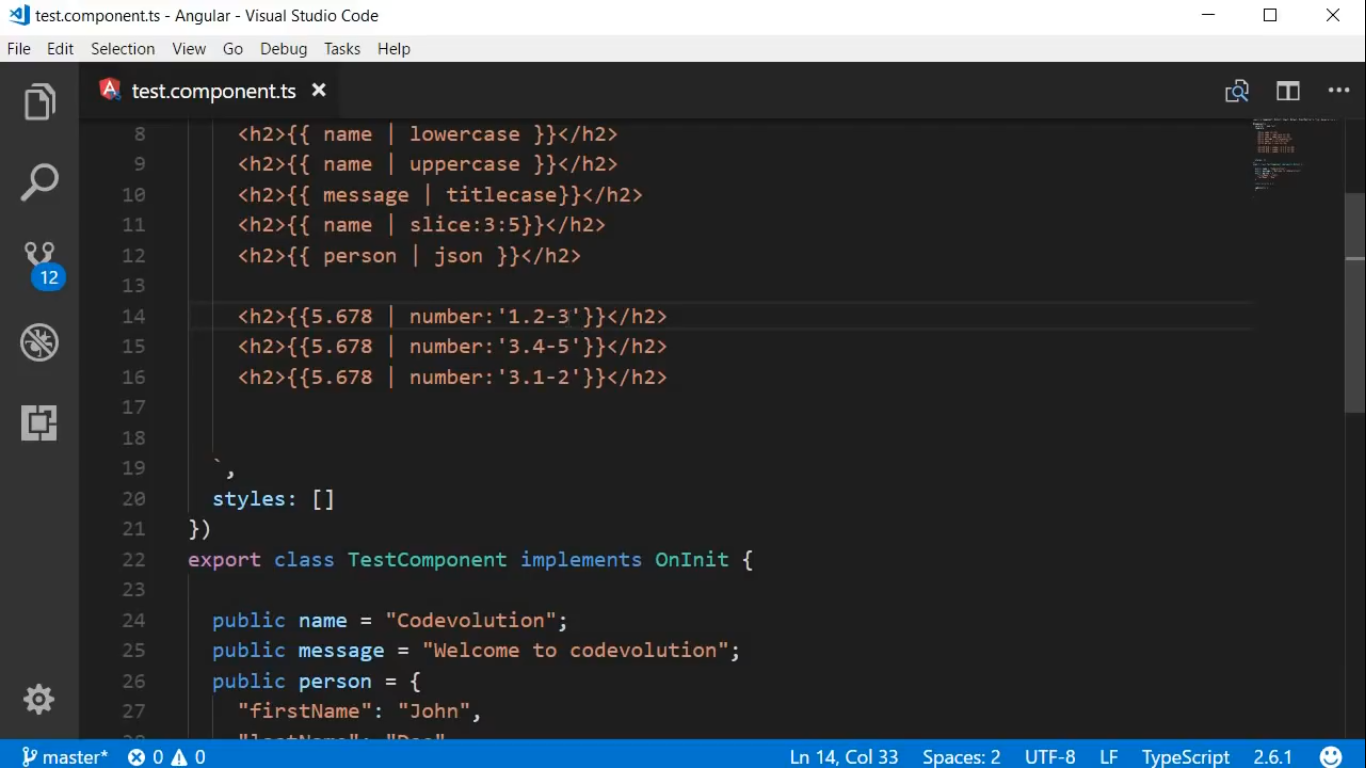 test.component.ts - Angular - Visual Studio Code
File Edit Selection View Go Debug Tasks Help
test.component.ts
8 <h2>{{ name | lowercase }}</h2>
9 <h2>{{ name | uppercase }}</h2>
10 <h2>{{ message | titlecase}}</h2>
11 <h2>{{ name | slice:3:5}}</h2>
12 <h2>{{ person | json }}</h2>
13
14 <h2>{{5.678 | number:'1.2-3'}}</h2>
15 <h2>{{5.678 | number:'3.4-5'}}</h2>
16 <h2>{{5.678 | number:'3.1-2'}}</h2>
17
18
19 `,
20 styles: []
21 })
22 export class TestComponent implements OnInit {
23
24 public name = "Codevolution";
25 public message = "Welcome to codevolution";
26 public person = {
27 "firstName": "John",
28 "lastName": "Doe"
12
master* 0 0 Ln 14, Col 33 Spaces: 2 UTF-8 LF TypeScript 2.6.1